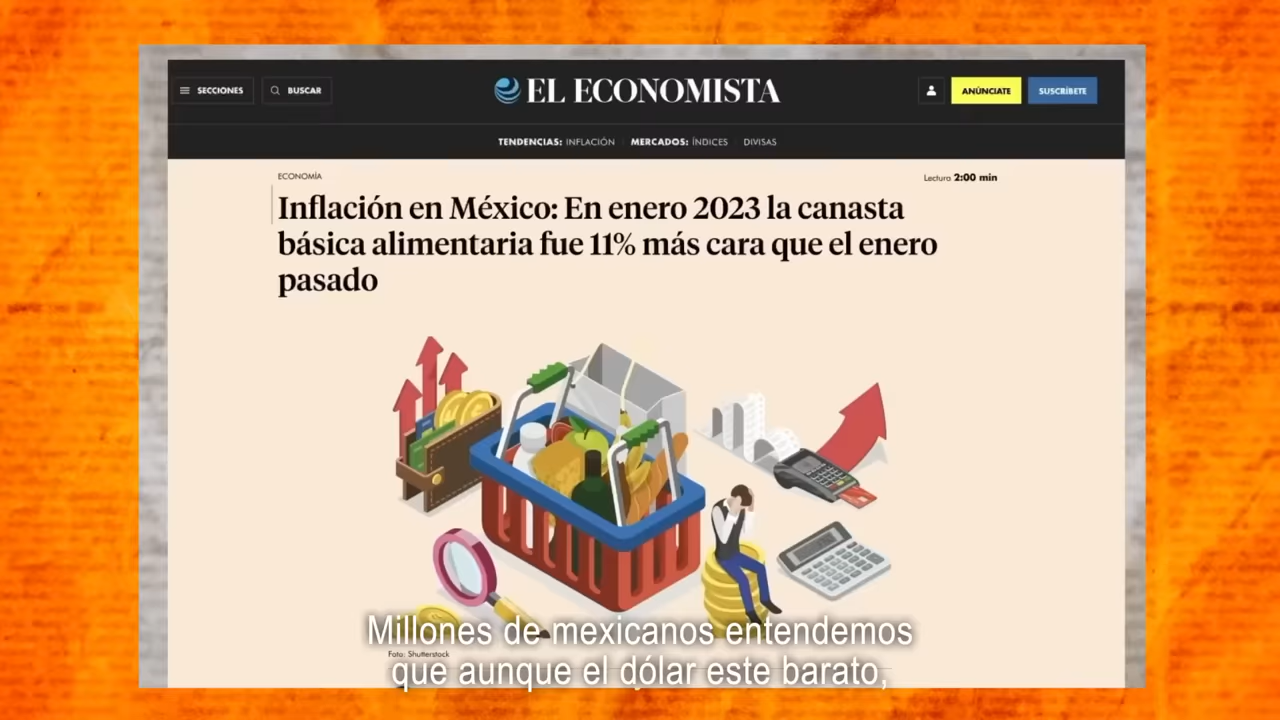 SECCIONES
BUSCAR
EL ECONOMISTA
ANÚNCIATE
SUSCRÍBETE
TENDENCIAS: INFLACIÓN MERCADOS: ÍNDICES DIVISAS
ECONOMÍA
Lectura 2:00 min
Inflación en México: En enero 2023 la canasta
básica alimentaria fue 11% más cara que el enero
pasado
Millones de mexicanos entendemos
Foto: Shutterstock
que aunque el dólar este barato,